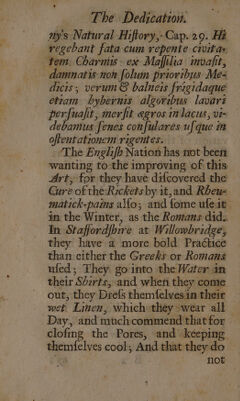 The Dedication.
ny's Natural Hiſtory, Cap. 29. Hi
regebant fata cum repente civita-
tem Charmis ex Maſſilia invaſit,
damnatis non ſolum prioribus Me-
dicis; verum & balneis frigidaque
etiam hybernis algoribus lavari
perſuaſit, merſit ægros in lacus, vi-
debamus ſenes conſulares uſque in
oſtentationem rigentes.
The Engliſh Nation has not been
wanting to the improving of this
Art, for they have diſcovered the
Cure of the Rickets by it, and Rheu-
matick-pains alſo; and ſome uſe it
in the Winter, as the Romans did.
In Staffordſhire at Willowbridge,
they have a more bold Practice
than either the Greeks or Romans
uſed; They go into the Water in
their Shirts, and when they come
out, they Dreſs themſelves in their
wet Linen, which they wear all
Day, and much commend that for
cloſing the Pores, and keeping
themſelves cool; And that they do
not